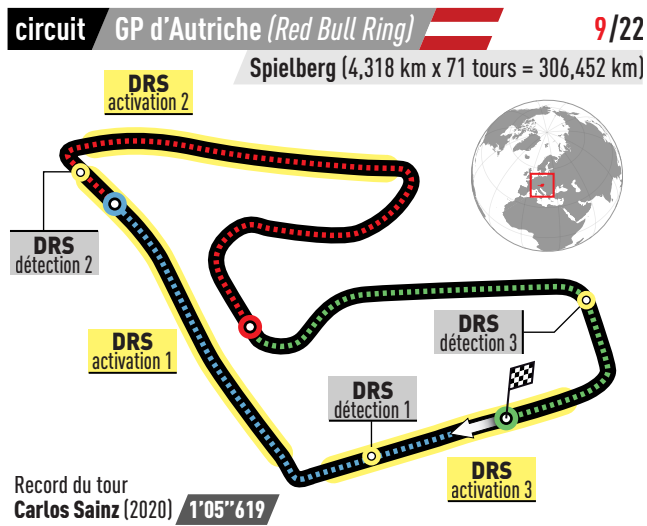 circuit GP d'Autriche (Red Bull Ring) 9/22
Spielberg (4,318 km x 71 tours = 306,452 km)
DRS
activation 2
DRS
détection 2
DRS
activation 1
DRS
détection 3
DRS
détection 1
DRS
activation 3
Record du tour
Carlos Sainz (2020) 1'05"619